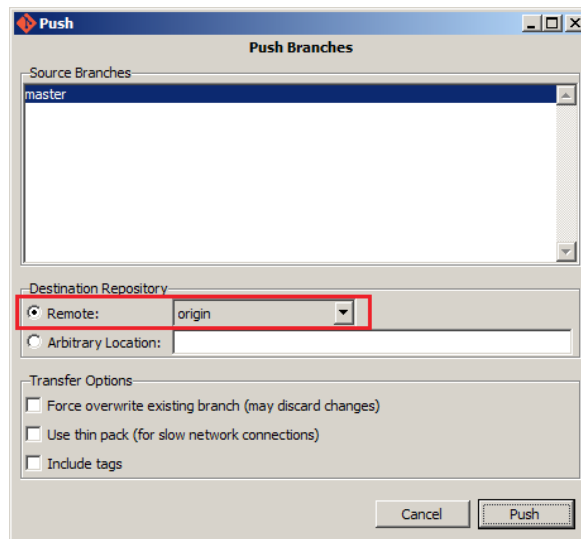 Push
Push Branches
Source Branches
master
Destination Repository
Remote: origin
Arbitrary Location:
Transfer Options
Force overwrite existing branch (may discard changes)
Use thin pack (for slow network connections)
Include tags
Cancel Push